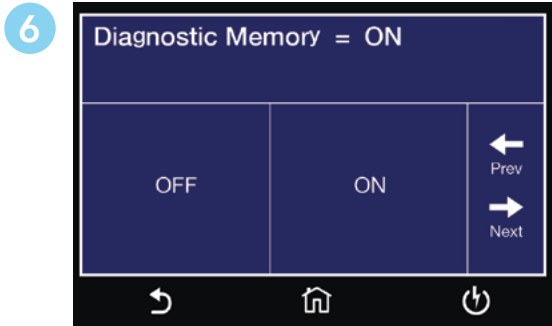 6
Diagnostic Memory = ON
OFF
ON
Prev
Next